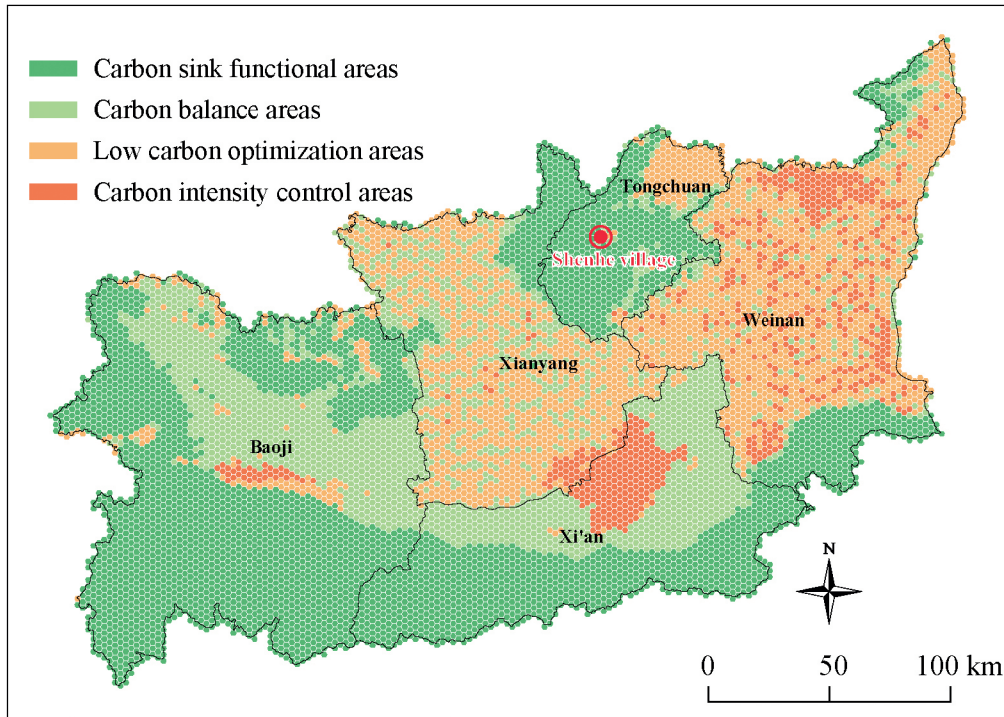 Carbon sink functional areas
Carbon balance areas
Low carbon optimization areas
Carbon intensity control areas
Tongchuan
Shenhe village
Weinan
Xianyang
Baoji
Xi'an
N
0 50 100 km